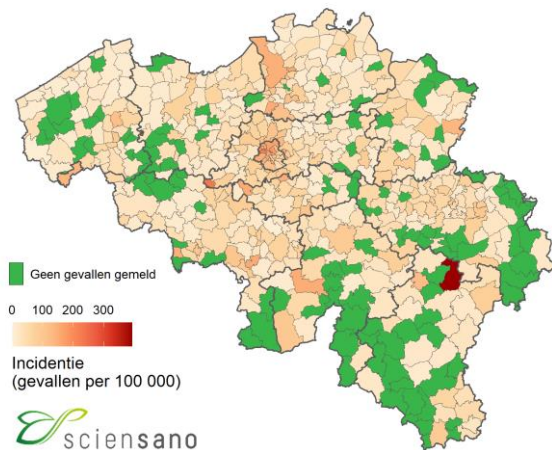 Geen gevallen gemeld
0 100 200 300
Incidentie
(gevallen per 100 000)
sciensano